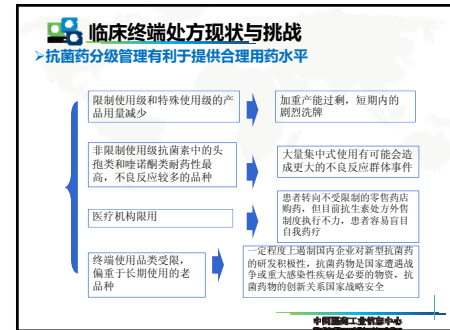 临床终端处方现状与挑战
➢抗菌药分级管理有利于提供合理用药水平
限制使用级和特殊使用级的产
品用量减少
加重产能过剩，短期内的
剧烈洗牌
非限制使用级抗菌素中的头
孢类和喹诺酮类耐药性最
高，不良反应较多的品种
大量集中式使用有可能会造
成更大的不良反应群体事件
医疗机构限用
患者转向不受限制的零售药店
购药，但目前抗生素处方外售
制度执行不力，患者容易盲目
自我药疗
终端使用品类受限，
偏重于长期使用的老
品种
一定程度上遏制国内企业对新型抗菌药
的研发积极性，抗菌药物是国家遭遇战
争或重大感染性疾病是必要的物资，抗
菌药物的创新关系国家战略安全